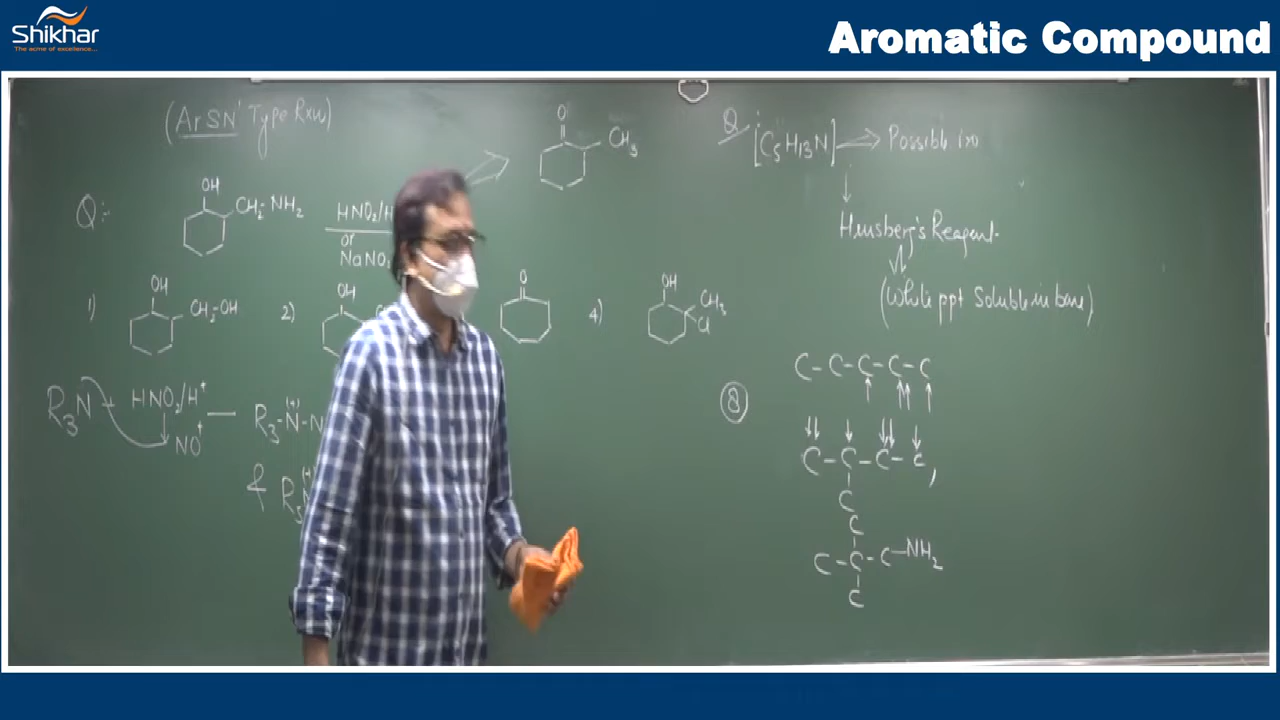 Shikhar
The acme of excellence...
Aromatic Compound
(ArSN' Type Rxn)
O
CH3
Q:-
OH
CH2-NH2
HNO2/H
or
NaNO2
1)
OH
CH2-OH
2)
OH
O
4)
OH
CH3
Cl
R3N + HNO2/H+
NO+
R3-N-N
(+)
& R3
(+)
Q:
[C5H13N] ⇒ Possible iso
Hinsberg's Reagent
(White ppt Soluble in base)
8
C-C-C-C-C
C-C-C-C,
C
C
C-C-C-NH2
C